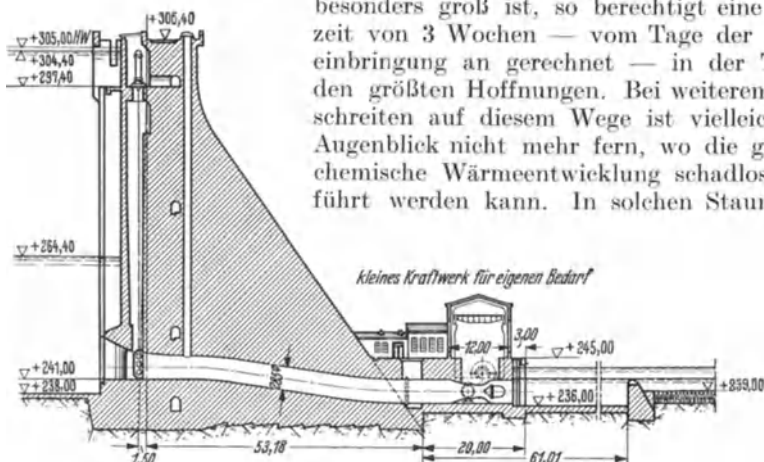 besonders groß ist, so berechtigt eine
zeit von 3 Wochen — vom Tage der
einbringung an gerechnet — in der
den größten Hoffnungen. Bei weiterem
schreiten auf diesem Wege ist
Augenblick nicht mehr fern, wo die
chemische Wärmeentwicklung schadlos
führt werden kann. In solchen
+306,40
+305,00 HW
+304,40
+297,40
+264,40
kleines Kraftwerk für eigenen Bedarf
12,00
3,00
+245,00
+241,00
+238,00
+239,00
+236,00
1,50
53,18
20,00
61,01